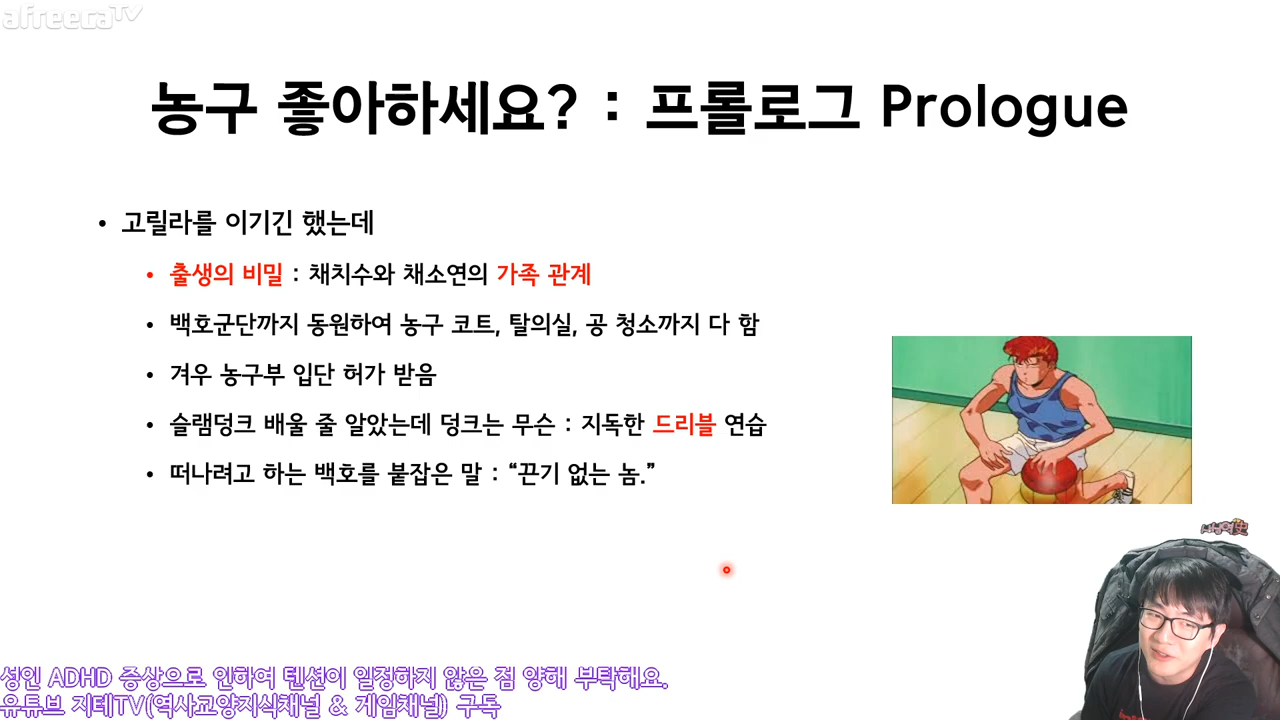 afreecaTV
농구 좋아하세요? : 프롤로그 Prologue
• 고릴라를 이기긴 했는데
• 출생의 비밀 : 채치수와 채소연의 가족 관계
• 백호군단까지 동원하여 농구 코트, 탈의실, 공 청소까지 다 함
• 겨우 농구부 입단 허가 받음
• 슬램덩크 배울 줄 알았는데 덩크는 무슨 : 지독한 드리블 연습
• 떠나려고 하는 백호를 붙잡은 말 : “끈기 없는 놈.”
성인 ADHD 증상으로 인하여 텐션이 일정하지 않은 점 양해 부탁해요.
유튜브 지테TV(역사교양지식채널 & 게임채널) 구독